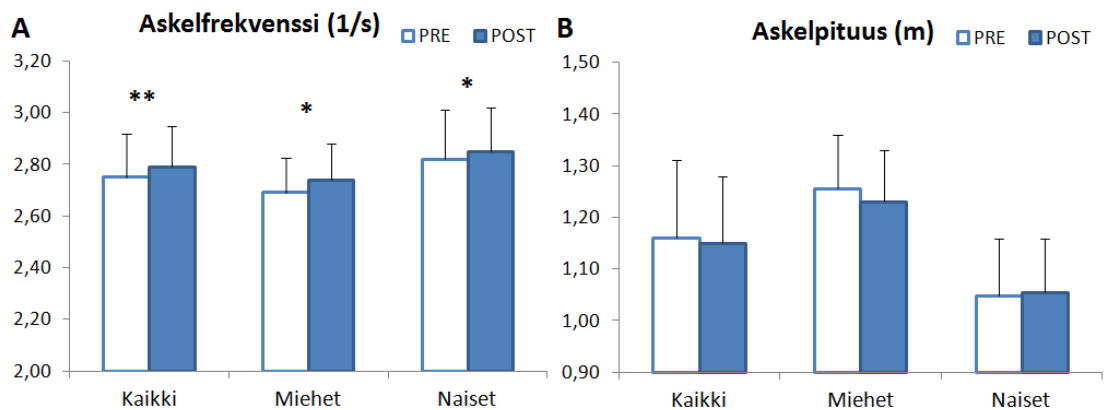 A Askelfrekvenssi (1/s) PRE POST
3,20
3,00
2,80
2,60
2,40
2,20
2,00
** * *
Kaikki Miehet Naiset
B Askelpituus (m) PRE POST
1,50
1,40
1,30
1,20
1,10
1,00
0,90
Kaikki Miehet Naiset